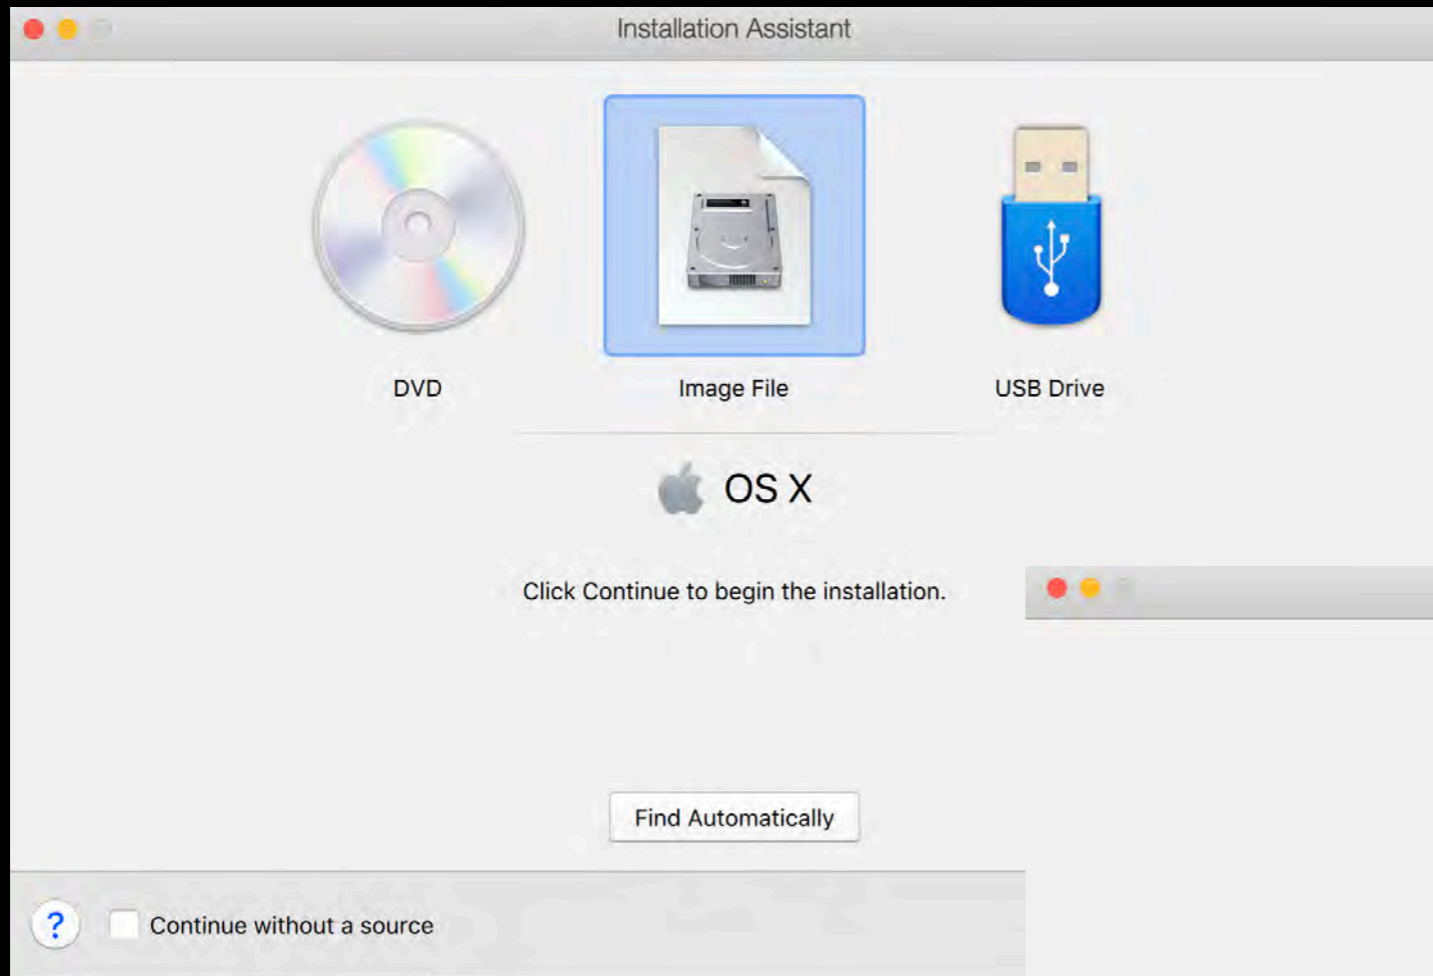 Installation Assistant
DVD
Image File
USB Drive
OS X
Click Continue to begin the installation.
Find Automatically
?
Continue without a source